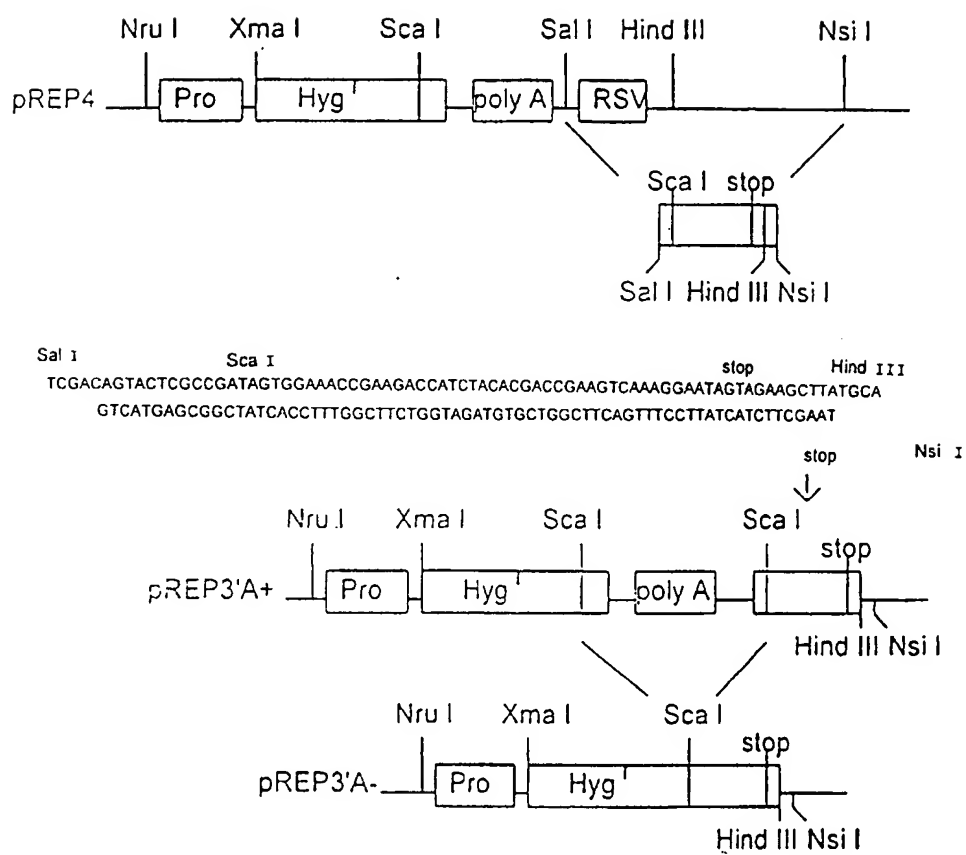 Nru I Xma I Sca I Sal I Hind III Nsi I
pREP4 Pro Hyg r poly A RSV
Sca I stop
Sal I Hind III Nsi I
Sal I Sca I stop Hind III
TCGACAGTACTCGCCGATAGTGGAAACCGAAGACCATCTACACGACCGAAGTCAAAGGAATAGTAGAAGCTTATGCA
GTCATGAGCGGCTATCACCTTTGGCTTCTGGTAGATGTGCTGGCTTCAGTTTCCTTATCATCTTCGAAT
stop Nsi I
Nru I Xma I Sca I Sca I stop
pREP3'A+ Pro Hyg r poly A
Hind III Nsi I
Nru I Xma I Sca I stop
pREP3'A- Pro Hyg r
Hind III Nsi I